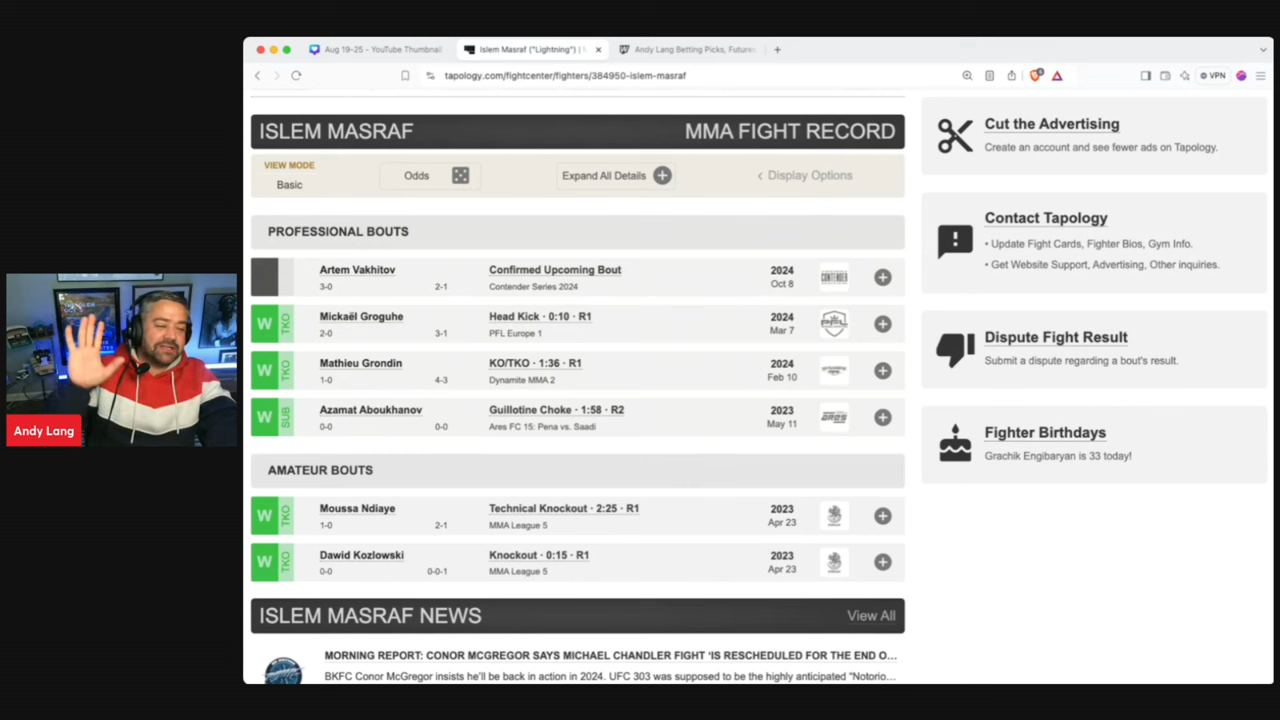 Aug 19-25 - YouTube Thumbnail
Islem Masraf ("Lightning") |
Andy Lang Betting Picks, Future
tapology.com/fightcenter/fighters/384950-islem-masraf
VPN
ISLEM MASRAF
MMA FIGHT RECORD
VIEW MODE
Basic
Odds
Expand All Details
Display Options
PROFESSIONAL BOUTS
Artem Vakhitov
Confirmed Upcoming Bout
2024
3-0
2-1
Contender Series 2024
Oct 8
CONTENDER
W
TKO
Mickaël Groguhe
Head Kick · 0:10 · R1
2024
2-0
3-1
PFL Europe 1
Mar 7
PFL
W
TKO
Mathieu Grondin
KO/TKO · 1:36 · R1
2024
1-0
4-3
Dynamite MMA 2
Feb 10
W
SUB
Azamat Aboukhanov
Guillotine Choke · 1:58 · R2
2023
0-0
0-0
Ares FC 15: Pena vs. Saadi
May 11
ARES
AMATEUR BOUTS
W
TKO
Moussa Ndiaye
Technical Knockout · 2:25 · R1
2023
1-0
2-1
MMA League 5
Apr 23
W
TKO
Dawid Kozlowski
Knockout · 0:15 · R1
2023
0-0
0-0-1
MMA League 5
Apr 23
ISLEM MASRAF NEWS
View All
MORNING REPORT: CONOR MCGREGOR SAYS MICHAEL CHANDLER FIGHT 'IS RESCHEDULED FOR THE END O...
BKFC Conor McGregor insists he'll be back in action in 2024. UFC 303 was supposed to be the highly anticipated "Notorio...
Cut the Advertising
Create an account and see fewer ads on Tapology.
Contact Tapology
• Update Fight Cards, Fighter Bios, Gym Info.
• Get Website Support, Advertising, Other inquiries.
Dispute Fight Result
Submit a dispute regarding a bout's result.
Fighter Birthdays
Grachik Engibaryan is 33 today!
Andy Lang